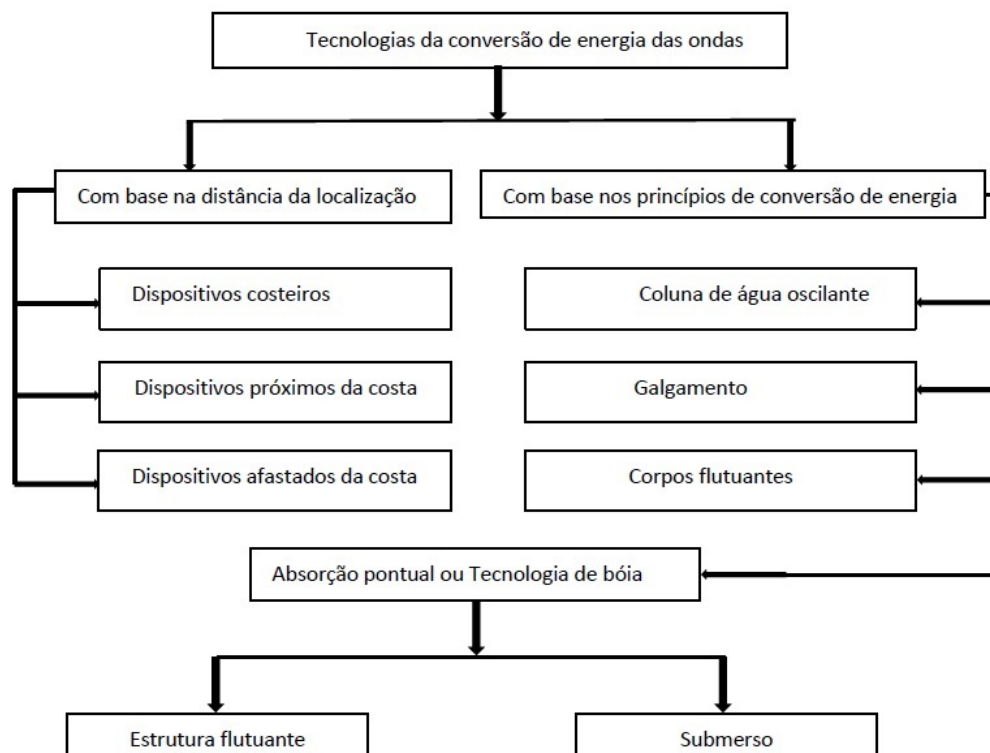 Tecnologias da conversão de energia das ondas
Com base na distância da localização
Com base nos princípios de conversão de energia
Dispositivos costeiros
Coluna de água oscilante
Dispositivos próximos da costa
Galgamento
Dispositivos afastados da costa
Corpos flutuantes
Absorção pontual ou Tecnologia de bóia
Estrutura flutuante
Submerso